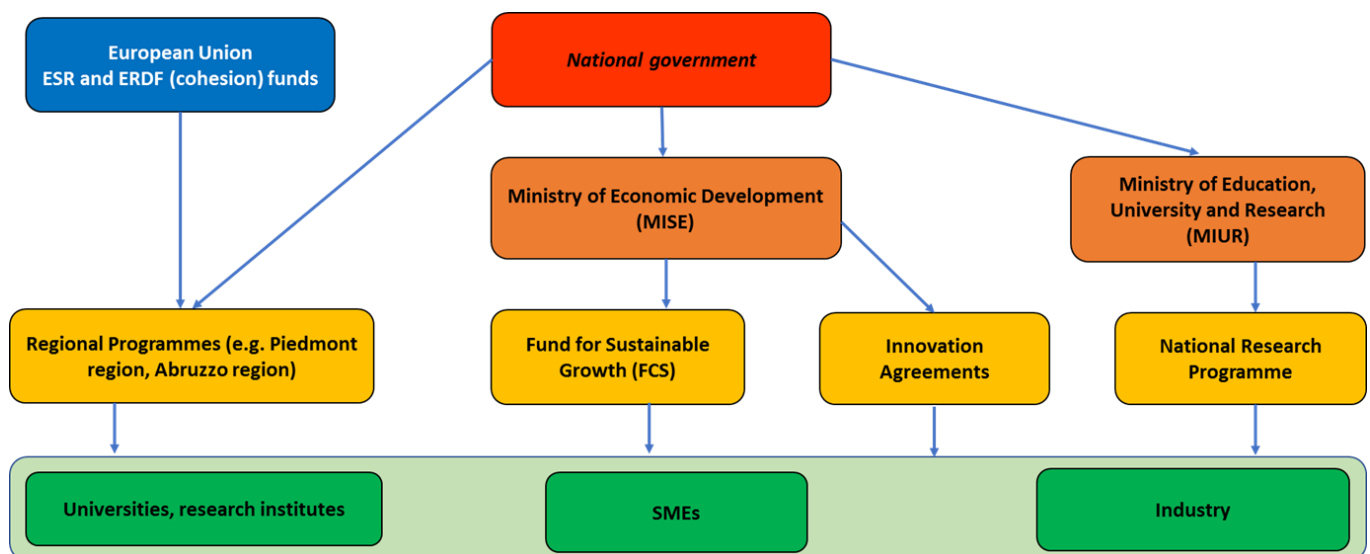 European Union
ESR and ERDF (cohesion) funds
National government
Ministry of Economic Development
(MISE)
Ministry of Education,
University and Research
(MIUR)
Regional Programmes (e.g. Piedmont
region, Abruzzo region)
Fund for Sustainable
Growth (FCS)
Innovation
Agreements
National Research
Programme
Universities, research institutes
SMEs
Industry